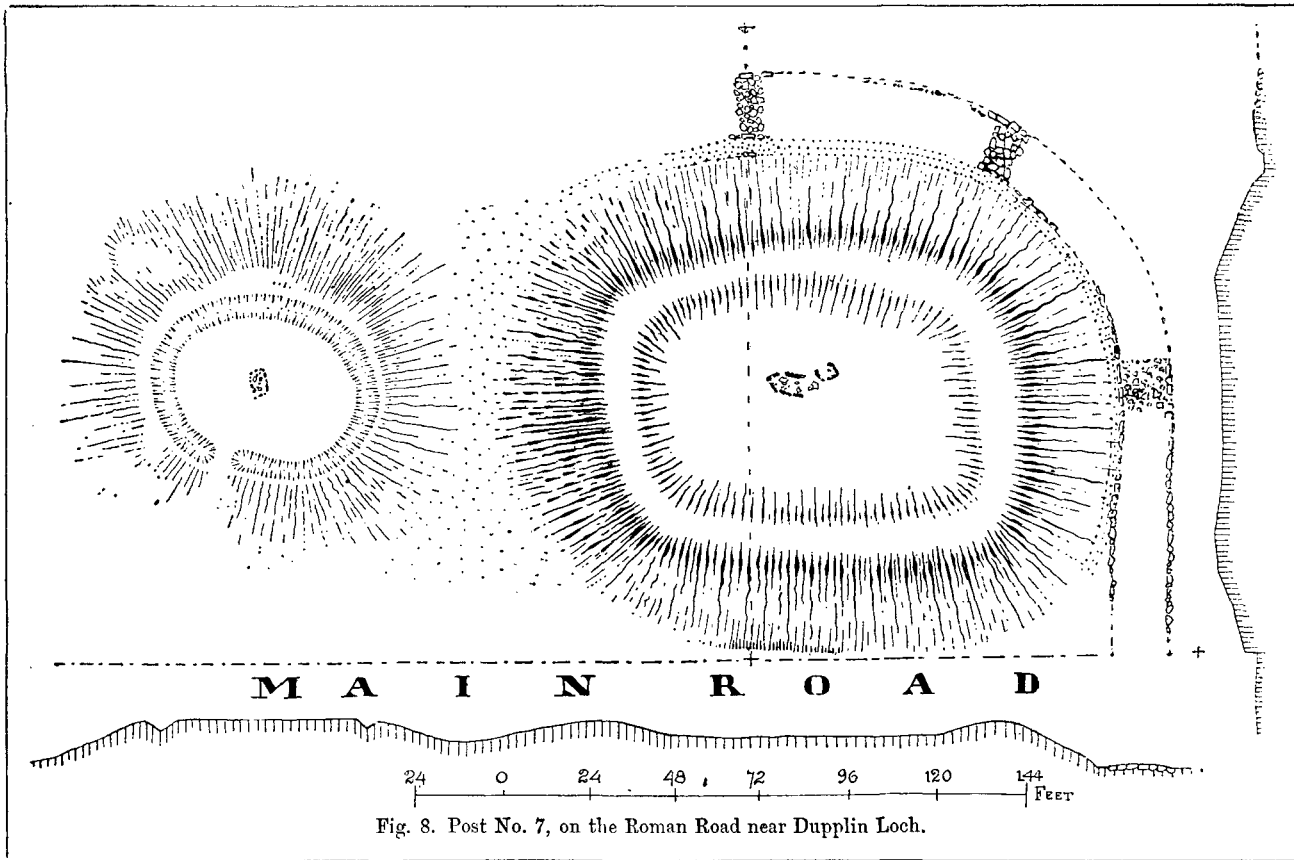 MAIN ROAD
24 0 24 48 72 96 120 144 FEET
Fig. 8. Post No. 7, on the Roman Road near Dupplin Loch.